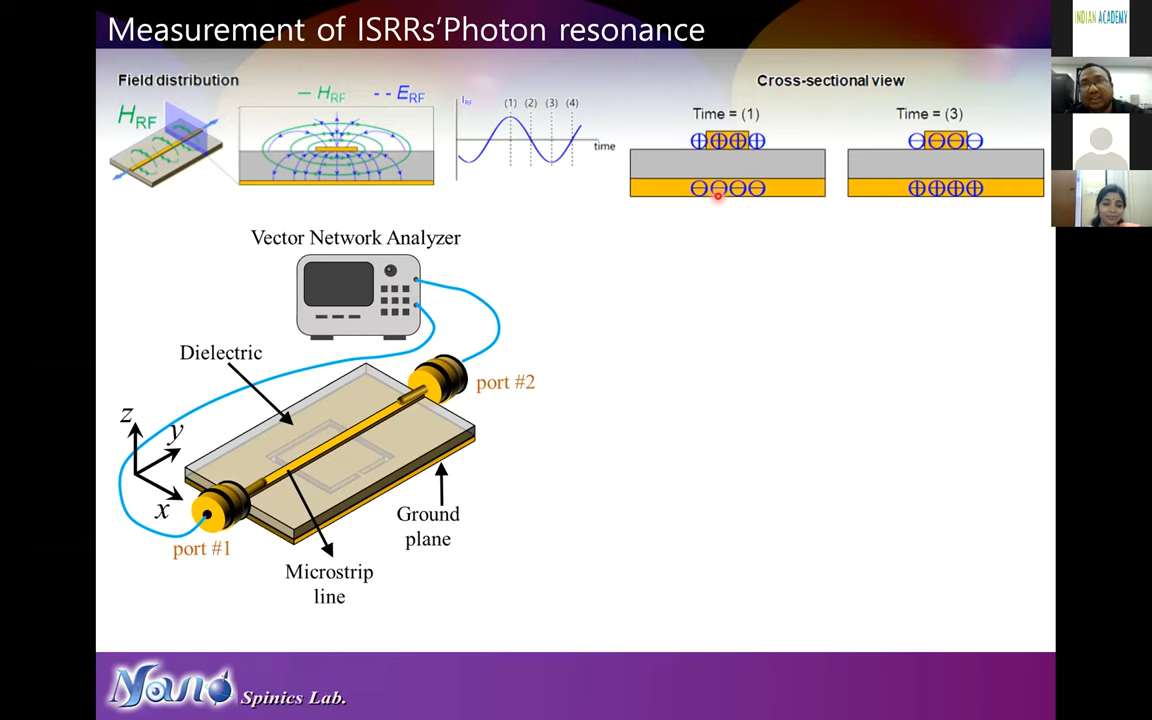 Measurement of ISRRs'Photon resonance
INDIAN ACADEMY
Field distribution
H_RF
— H_RF - - E_RF
I_RF
(1) (2) (3) (4)
time
Cross-sectional view
Time = (1)
Time = (3)
Vector Network Analyzer
Dielectric
port #2
z
y
x
port #1
Ground
plane
Microstrip
line
Nano Spinics Lab.